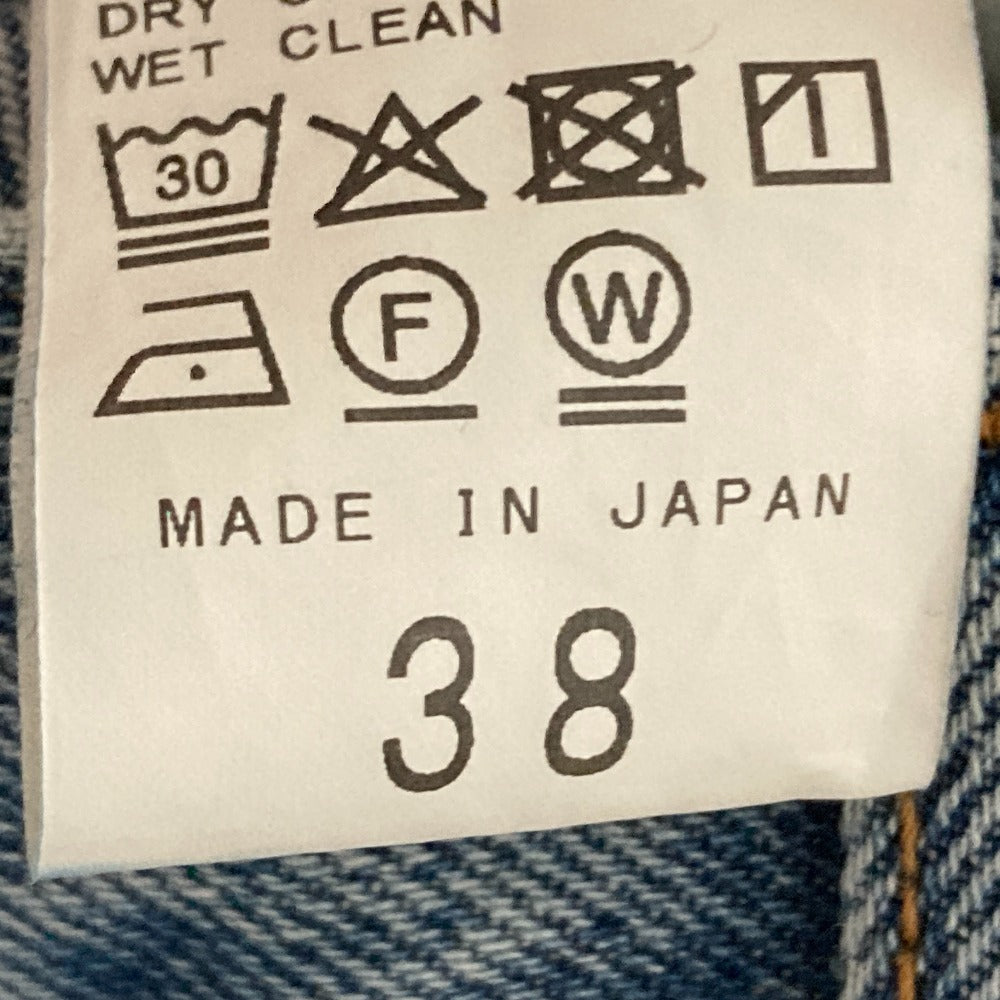 DRY
WET CLEAN
30
F W
MADE IN JAPAN
38